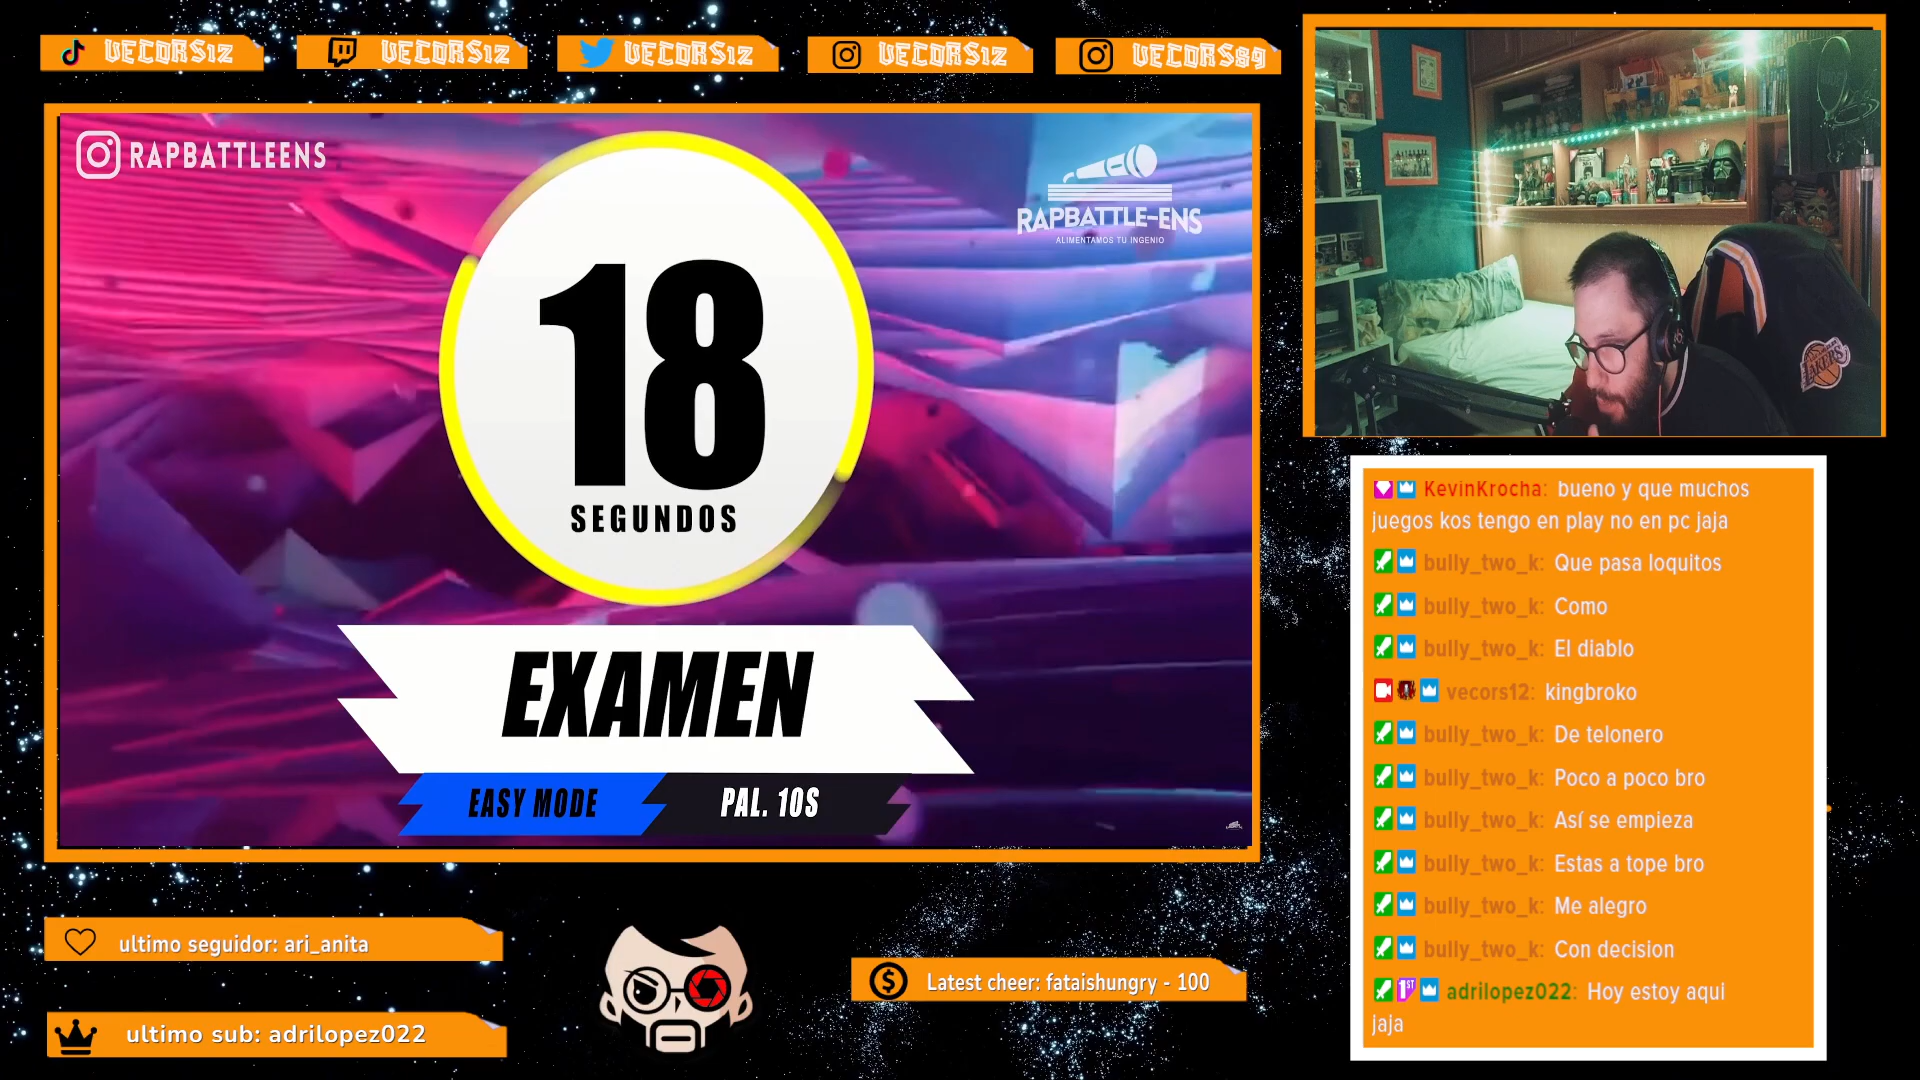 VECORS12
VECORS12
VECORS12
VECORS12
VECORS89
RAPBATTLEENS
RAPBATTLE-ENS
ALIMENTAMOS TU INGENIO
18
SEGUNDOS
EXAMEN
EASY MODE
PAL. 10S
LAKERS
KevinKrocha: bueno y que muchos
juegos kos tengo en play no en pc jaja
bully_two_k: Que pasa loquitos
bully_two_k: Como
bully_two_k: El diablo
vecors12: kingbroko
bully_two_k: De telonero
bully_two_k: Poco a poco bro
bully_two_k: Así se empieza
bully_two_k: Estas a tope bro
bully_two_k: Me alegro
bully_two_k: Con decision
1ST adrilopez022: Hoy estoy aqui
jaja
ultimo seguidor: ari_anita
ultimo sub: adrilopez022
Latest cheer: fataishungry - 100